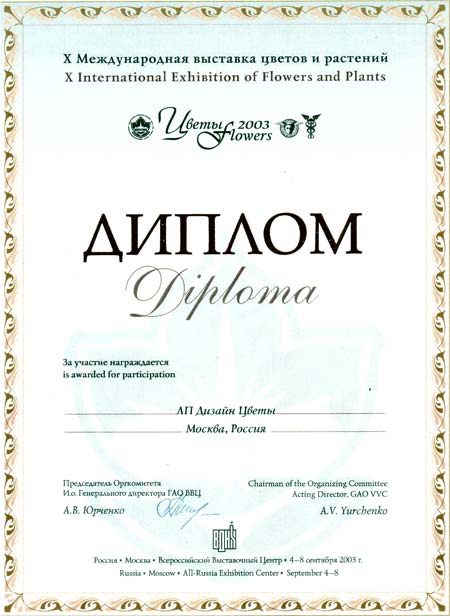 X Международная выставка цветов и растений
X International Exhibition of Flowers and Plants
Цветы 2003
Flowers
ДИПЛОМ
Diploma
За участие награждается
is awarded for participation
ЛП Дизайн Цветы
Москва, Россия
Председатель Оргкомитета
И.о. Генерального директора ГАО ВВЦ
А.В. Юрченко
Chairman of the Organizing Committee
Acting Director, GAO VVC
A.V. Yurchenko
Россия • Москва • Всероссийский Выставочный Центр • 4–8 сентября 2003 г.
Russia • Moscow • All-Russia Exhibition Center • September 4–8